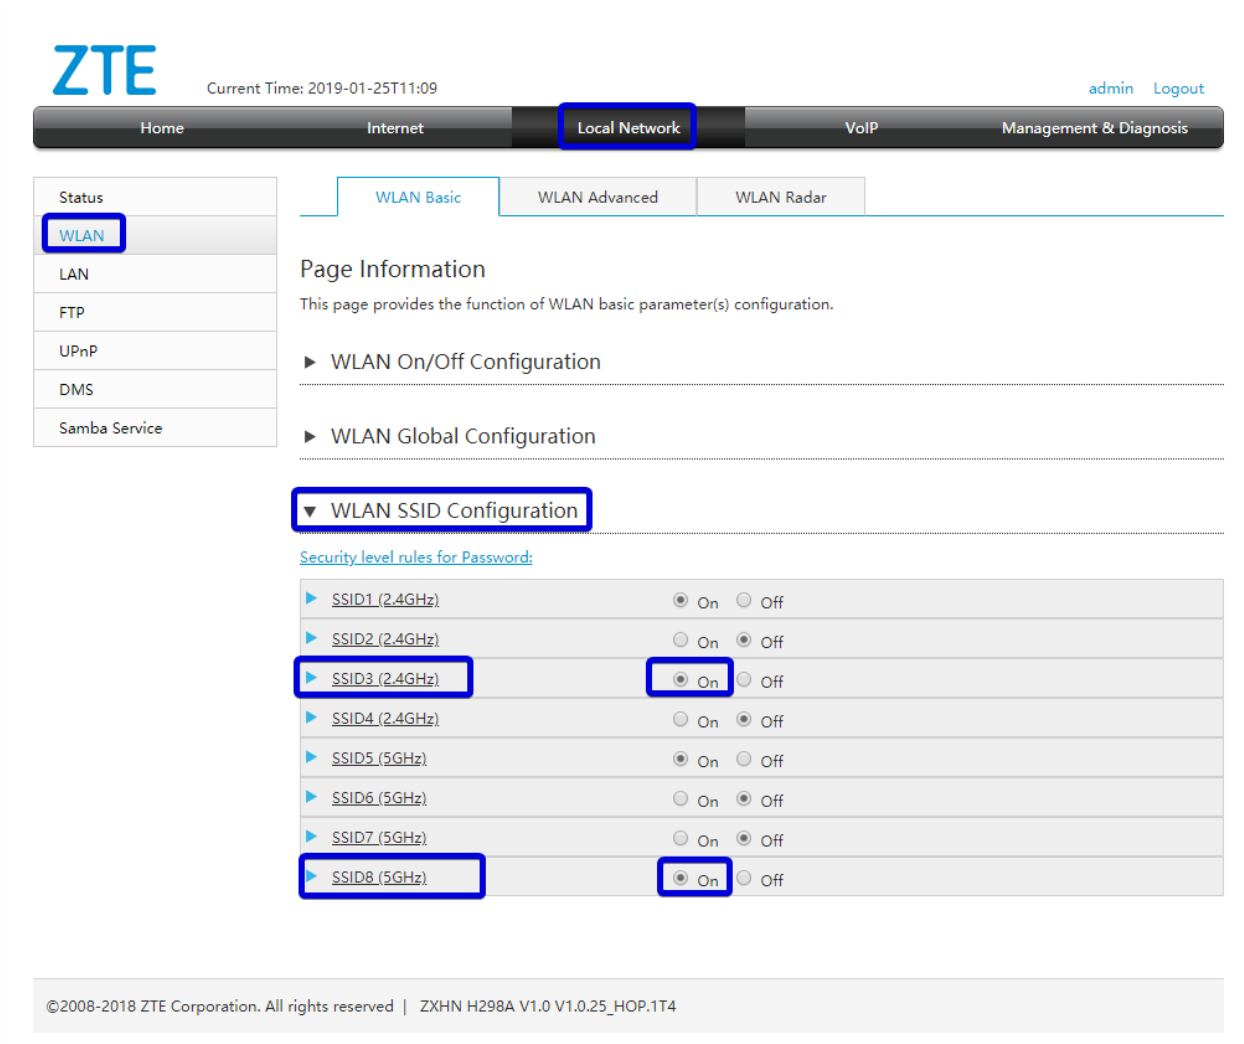 ZTE
Current Time: 2019-01-25T11:09
admin Logout
Home Internet Local Network VoIP Management & Diagnosis
Status
WLAN
LAN
FTP
UPnP
DMS
Samba Service
WLAN Basic WLAN Advanced WLAN Radar
Page Information
This page provides the function of WLAN basic parameter(s) configuration.
WLAN On/Off Configuration
WLAN Global Configuration
WLAN SSID Configuration
Security level rules for Password:
SSID1 (2.4GHz) On Off
SSID2 (2.4GHz) On Off
SSID3 (2.4GHz) On Off
SSID4 (2.4GHz) On Off
SSID5 (5GHz) On Off
SSID6 (5GHz) On Off
SSID7 (5GHz) On Off
SSID8 (5GHz) On Off
©2008-2018 ZTE Corporation. All rights reserved | ZXHN H298A V1.0 V1.0.25_HOP.1T4